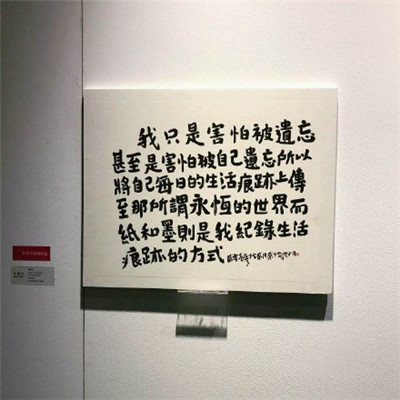 我只是害怕被遺忘
甚至是害怕被自己遺忘所以
將自己每日的生活痕跡上傳
至那所謂永恆的世界而
紙和墨則是我紀錄生活
痕跡的方式